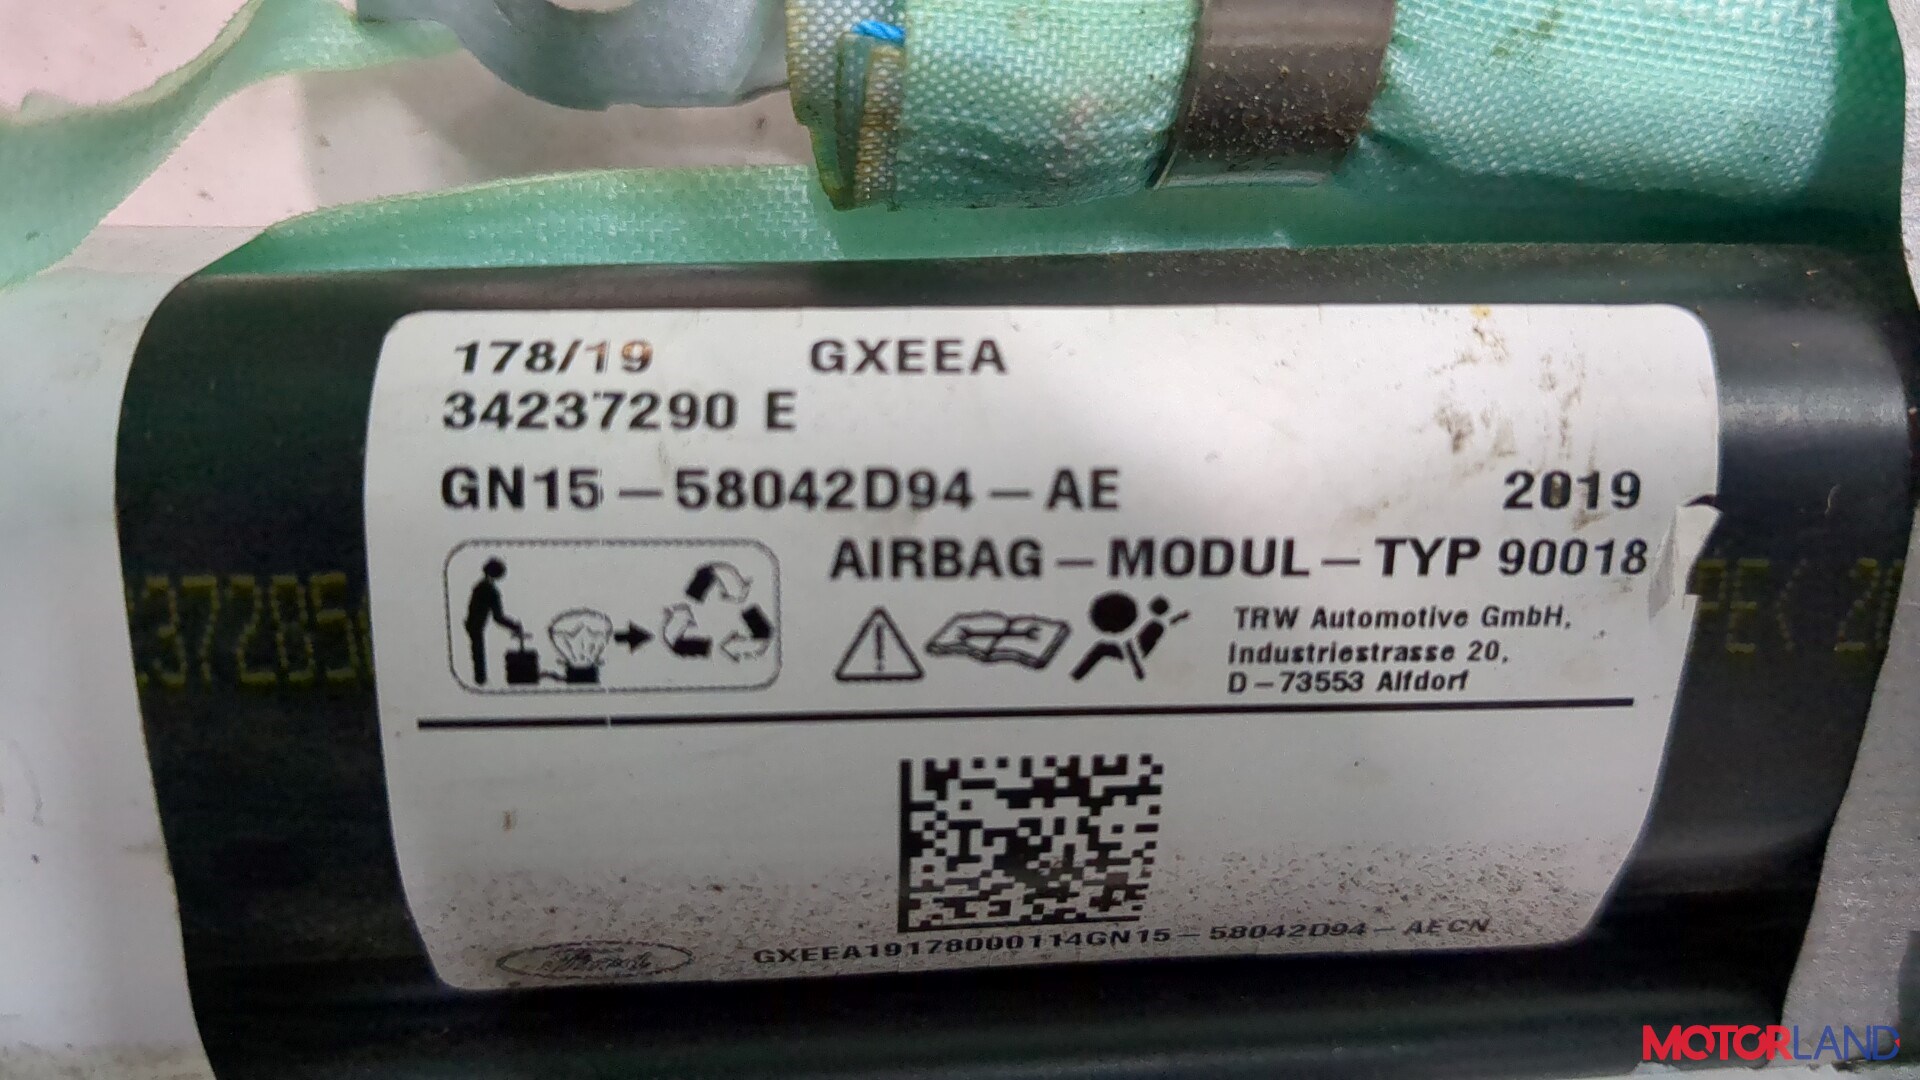 178/19 GXEEA
34237290 E
GN15-58042D94-AE 2019
AIRBAG-MODUL-TYP 90018
TRW Automotive GmbH,
Industriestrasse 20,
D-73553 Alfdorf
GXEEA19178000114GN15-58042D94-AECN
MOTORLAND